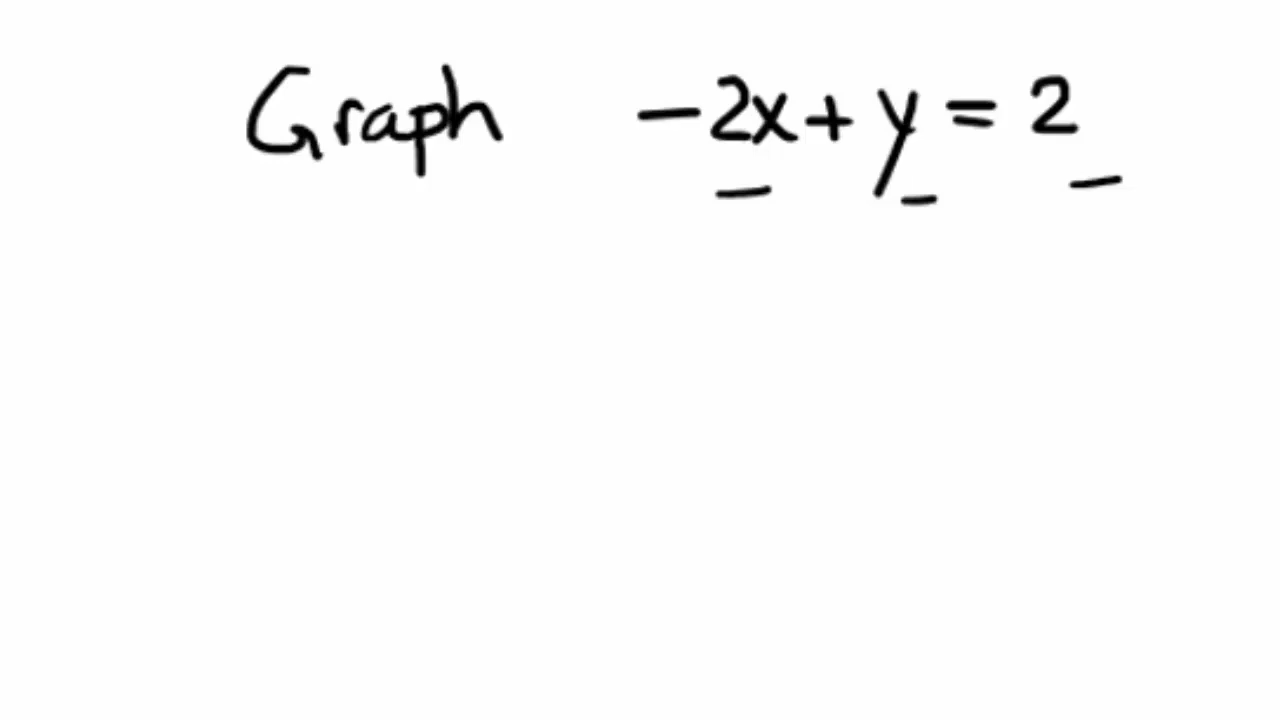 Graph -2x + y = 2